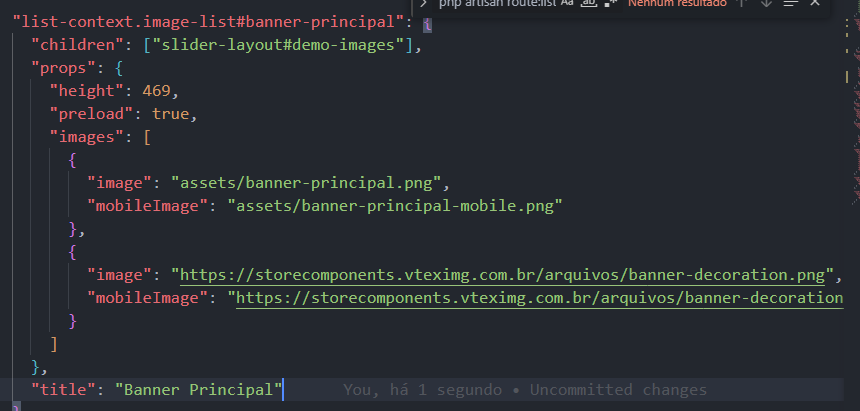 php artisan route:list Aa ab .* Nenhum resultado
"list-context.image-list#banner-principal": {
"children": ["slider-layout#demo-images"],
"props": {
"height": 469,
"preload": true,
"images": [
{
"image": "assets/banner-principal.png",
"mobileImage": "assets/banner-principal-mobile.png"
},
{
"image": "https://storecomponents.vteximg.com.br/arquivos/banner-decoration.png",
"mobileImage": "https://storecomponents.vteximg.com.br/arquivos/banner-decoration
}
]
},
"title": "Banner Principal" You, há 1 segundo • Uncommitted changes
}